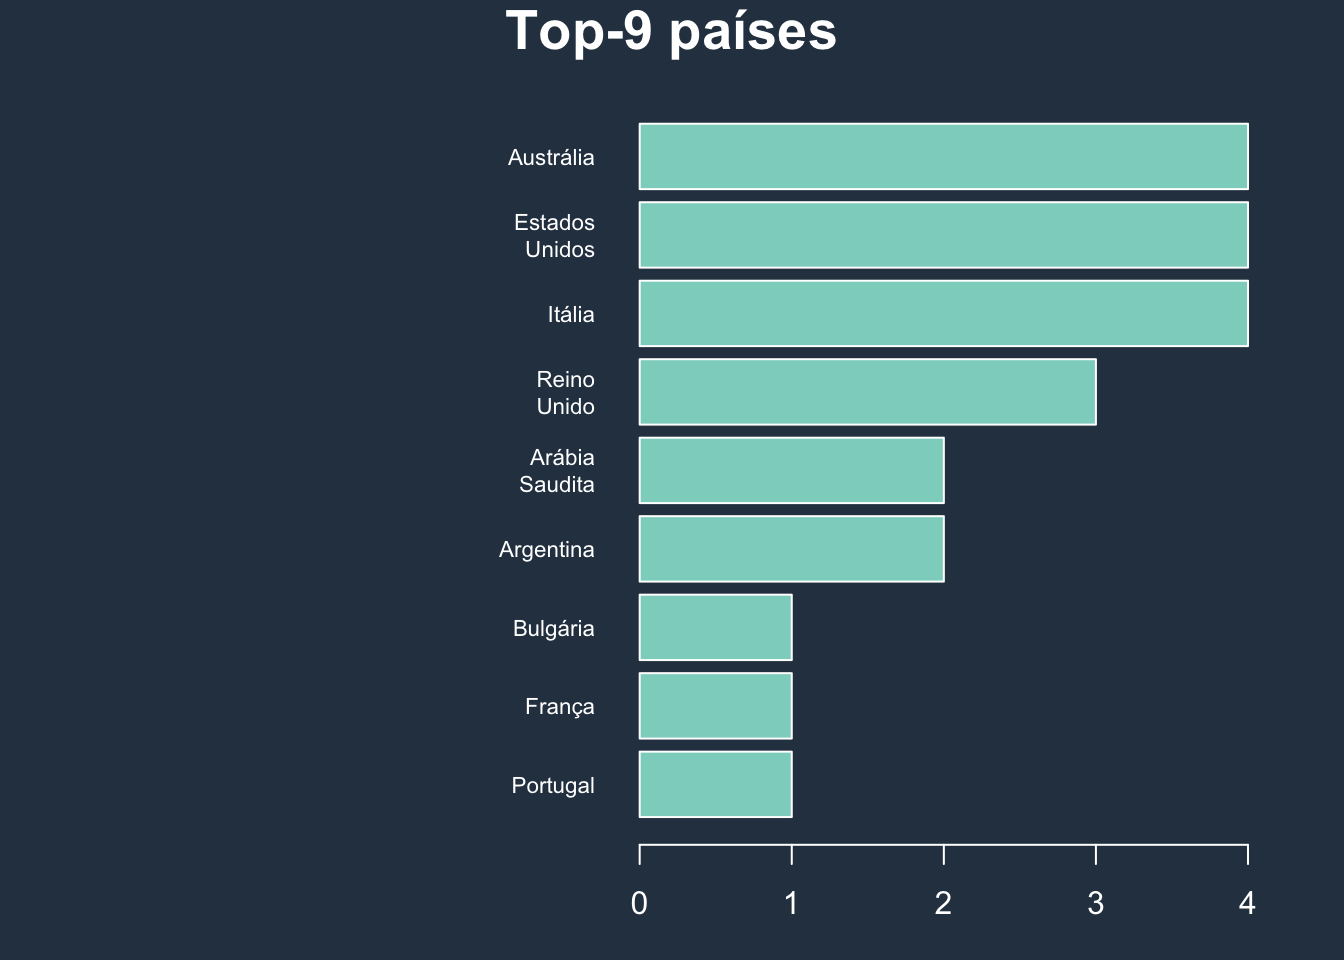 Top-9 países
Austrália
Estados
Unidos
Itália
Reino
Unido
Arábia
Saudita
Argentina
Bulgária
França
Portugal
0 1 2 3 4